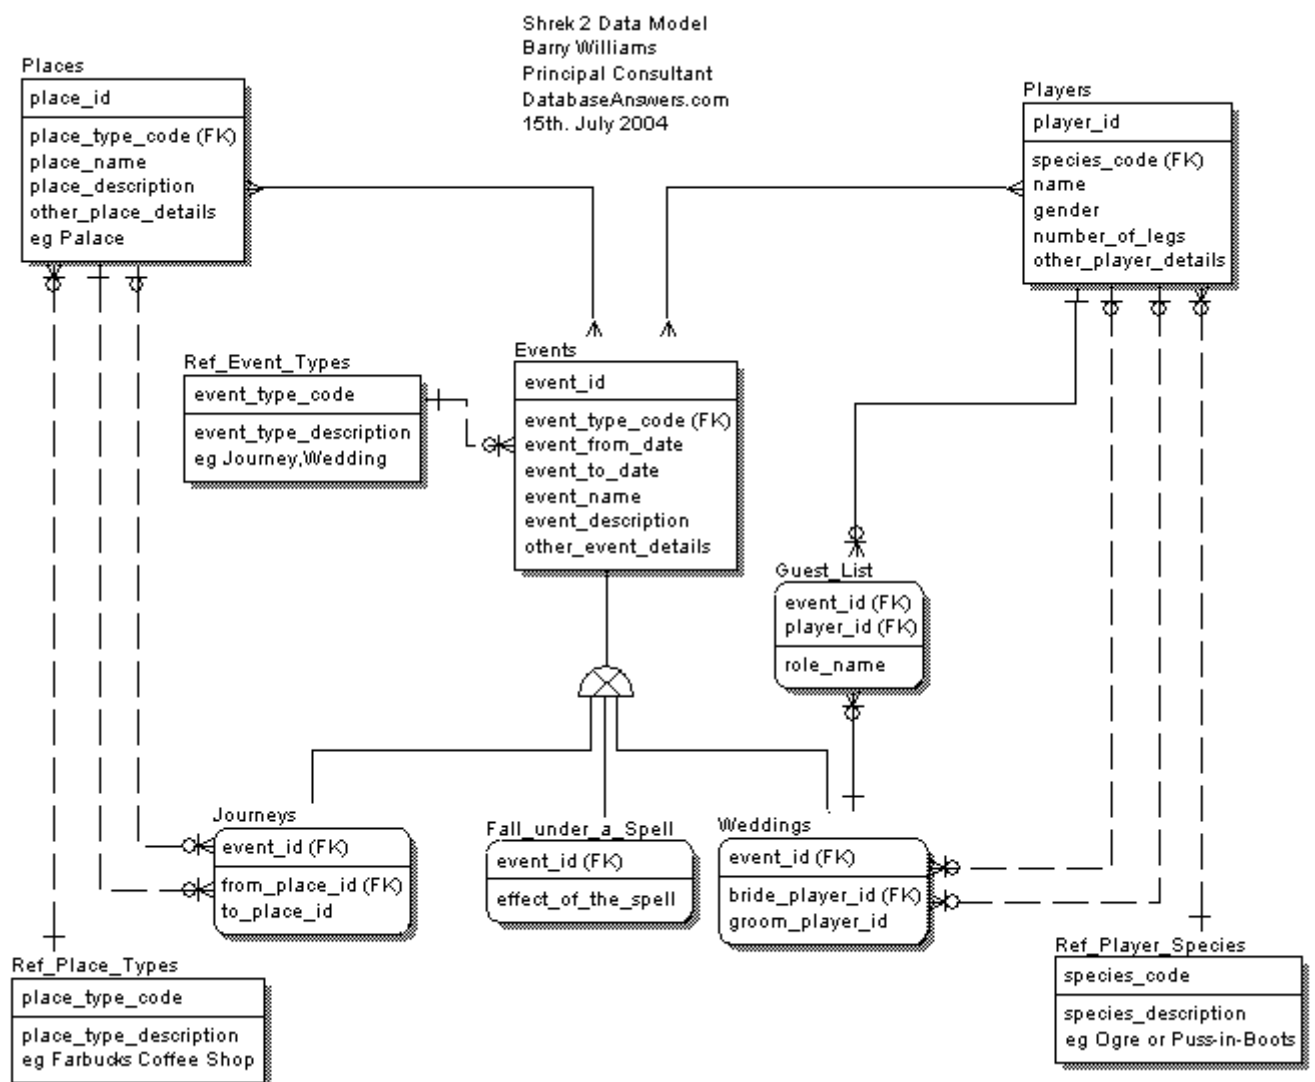 Shrek 2 Data Model
Barry Williams
Principal Consultant
DatabaseAnswers.com
15th. July 2004
Places
place_id
place_type_code (FK)
place_name
place_description
other_place_details
eg Palace
Players
player_id
species_code (FK)
name
gender
number_of_legs
other_player_details
Ref_Event_Types
event_type_code
event_type_description
eg Journey,Wedding
Events
event_id
event_type_code (FK)
event_from_date
event_to_date
event_name
event_description
other_event_details
Guest_List
event_id (FK)
player_id (FK)
role_name
Journeys
event_id (FK)
from_place_id (FK)
to_place_id
Fall_under_a_Spell
event_id (FK)
effect_of_the_spell
Weddings
event_id (FK)
bride_player_id (FK)
groom_player_id
Ref_Place_Types
place_type_code
place_type_description
eg Farbucks Coffee Shop
Ref_Player_Species
species_code
species_description
eg Ogre or Puss-in-Boots